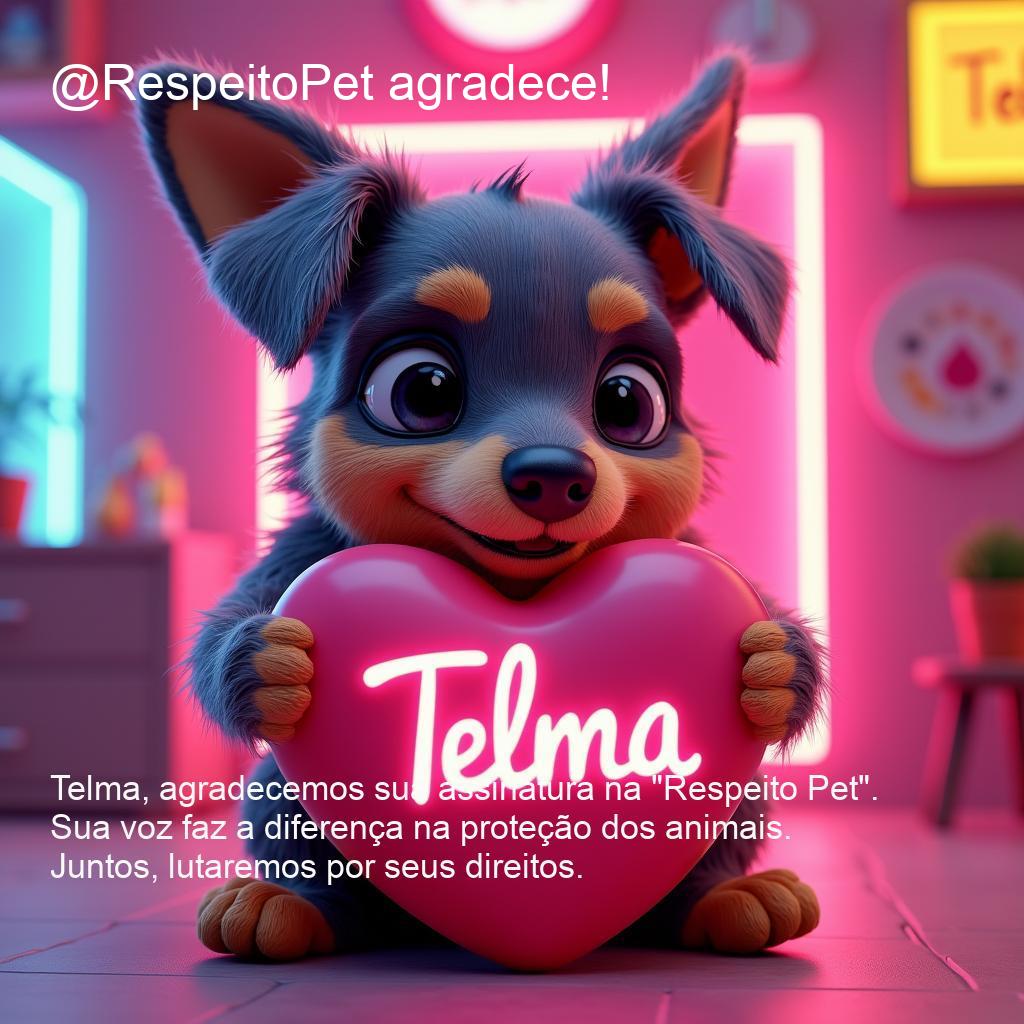 @RespeitoPet agradece!
Telma
Telma, agradecemos sua assinatura na "Respeito Pet".
Sua voz faz a diferença na proteção dos animais.
Juntos, lutaremos por seus direitos.